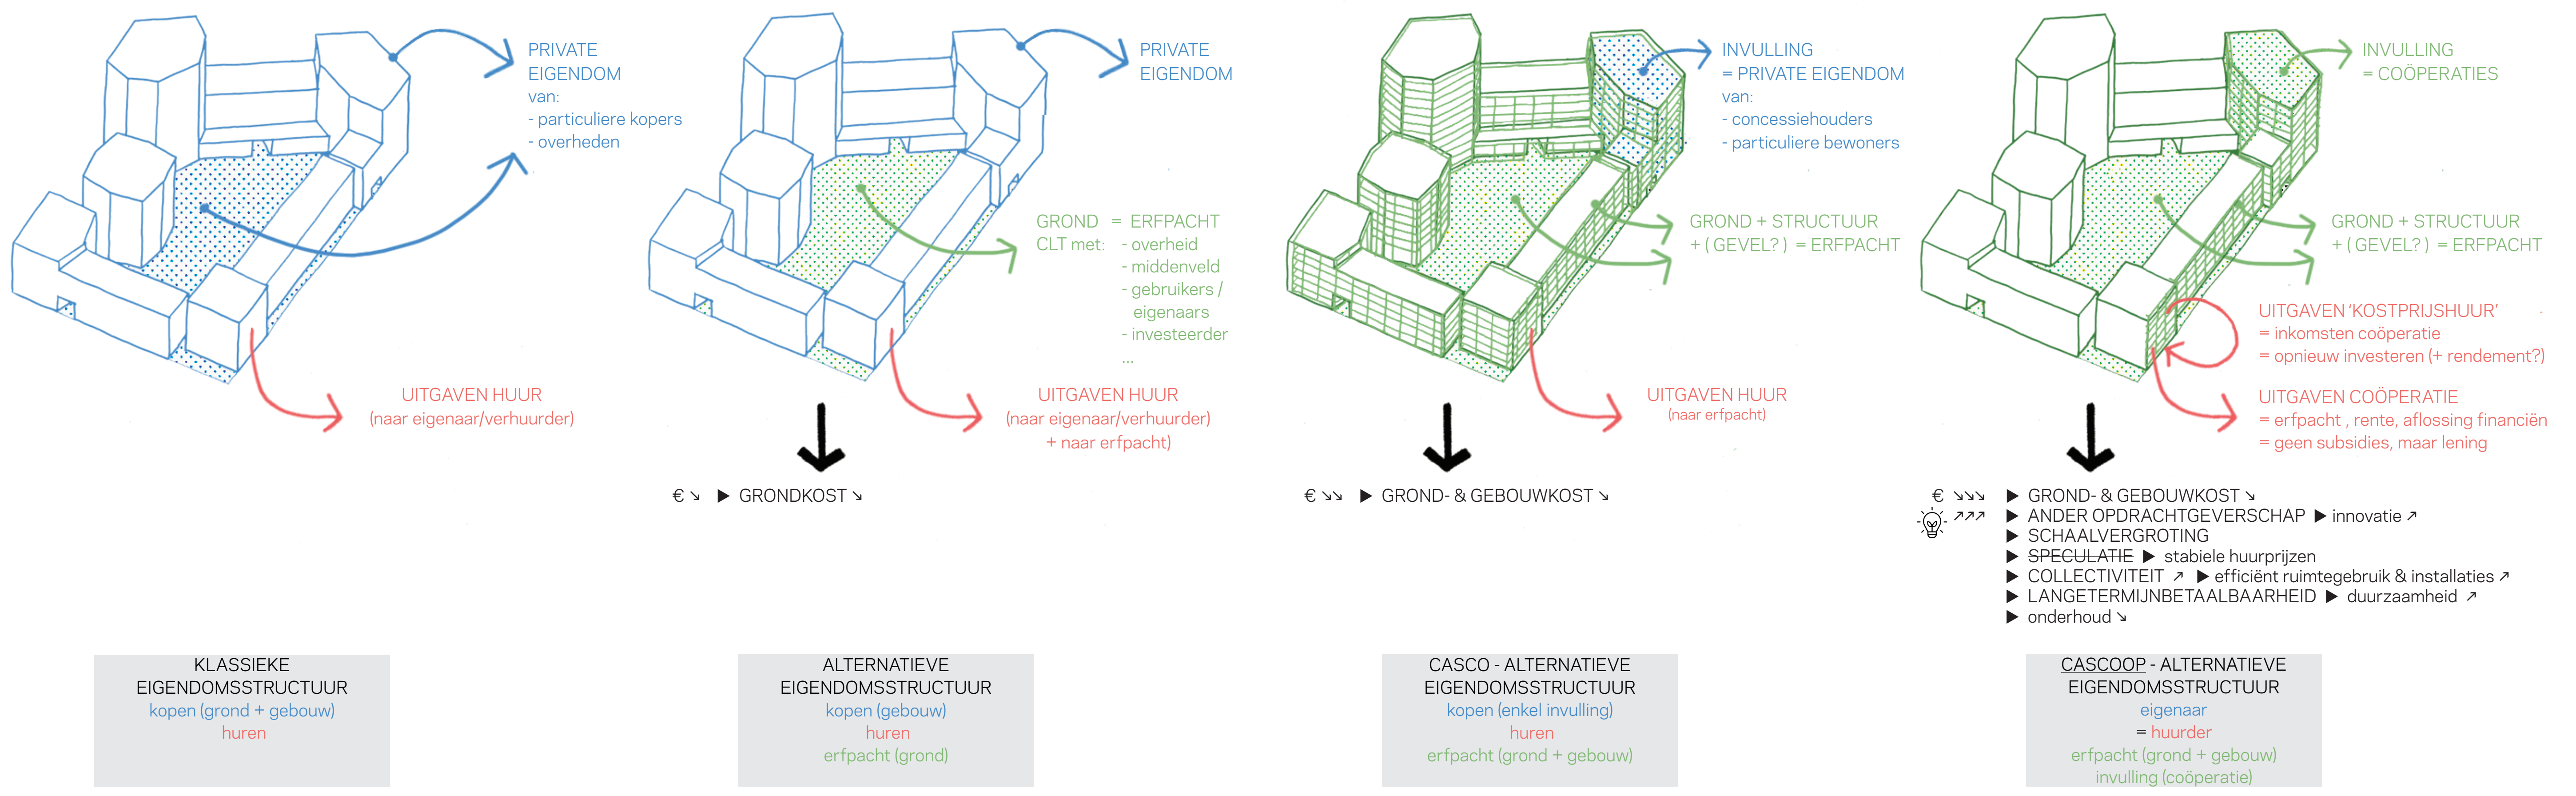 PRIVATE
EIGENDOM
van:
- particuliere kopers
- overheden
UITGAVEN HUUR
(naar eigenaar/verhuurder)
KLASSIEKE
EIGENDOMSSTRUCTUUR
kopen (grond + gebouw)
huren
PRIVATE
EIGENDOM
GROND = ERFPACHT
CLT met: - overheid
- middenveld
- gebruikers /
eigenaars
- investeerder
...
UITGAVEN HUUR
(naar eigenaar/verhuurder)
+ naar erfpacht)
€ ↘ ▶ GRONDKOST ↘
ALTERNATIEVE
EIGENDOMSSTRUCTUUR
kopen (gebouw)
huren
erfpacht (grond)
INVULLING
= PRIVATE EIGENDOM
van:
- concessiehouders
- particuliere bewoners
GROND + STRUCTUUR
+ ( GEVEL? ) = ERFPACHT
UITGAVEN HUUR
(naar erfpacht)
€ ↘↘ ▶ GROND- & GEBOUWKOST ↘
CASCO - ALTERNATIEVE
EIGENDOMSSTRUCTUUR
kopen (enkel invulling)
huren
erfpacht (grond + gebouw)
INVULLING
= COÖPERATIES
GROND + STRUCTUUR
+ ( GEVEL? ) = ERFPACHT
UITGAVEN ‘KOSTPRIJSHUUR’
= inkomsten coöperatie
= opnieuw investeren (+ rendement?)
UITGAVEN COÖPERATIE
= erfpacht , rente, aflossing financiën
= geen subsidies, maar lening
€ ↘↘↘ ▶ GROND- & GEBOUWKOST ↘
↗↗↗ ▶ ANDER OPDRACHTGEVERSCHAP ▶ innovatie ↗
▶ SCHAALVERGROTING
▶ SPECULATIE ▶ stabiele huurprijzen
▶ COLLECTIVITEIT ↗ ▶ efficiënt ruimtegebruik & installaties ↗
▶ LANGETERMIJNBETAALBAARHEID ▶ duurzaamheid ↗
▶ onderhoud ↘
CASCOOP - ALTERNATIEVE
EIGENDOMSSTRUCTUUR
eigenaar
= huurder
erfpacht (grond + gebouw)
invulling (coöperatie)